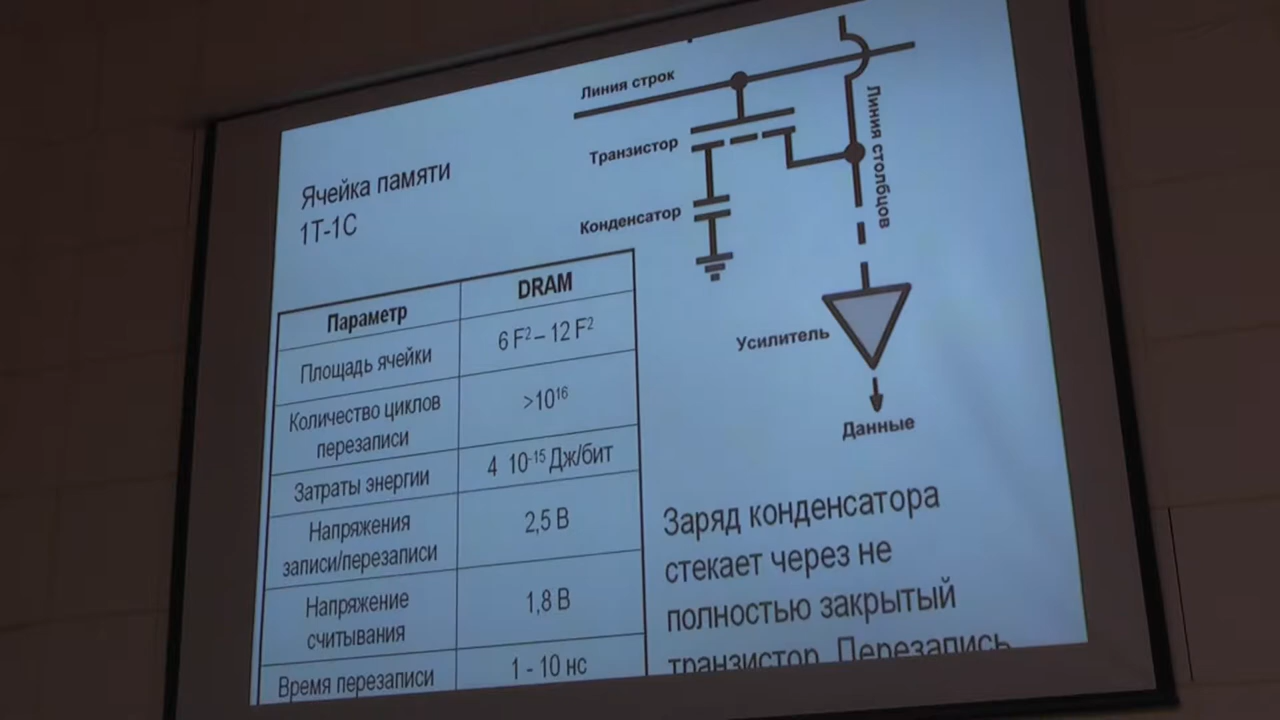 Ячейка памяти
1T-1C
Линия строк
Транзистор
Линия столбцов
Конденсатор
Усилитель
Данные
Параметр DRAM
Площадь ячейки 6 F² – 12 F²
Количество циклов
перезаписи >10¹⁶
Затраты энергии 4 10⁻¹⁵ Дж/бит
Напряжения
записи/перезаписи 2,5 В
Напряжение
считывания 1,8 В
Время перезаписи 1 - 10 нс
Заряд конденсатора
стекает через не
полностью закрытый
транзистор. Перезапись